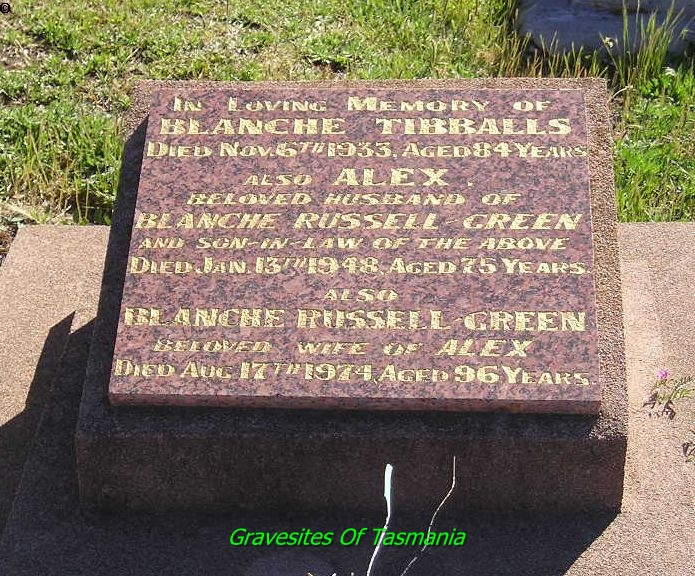 ©
IN LOVING MEMORY OF
BLANCHE TIBBALLS
DIED NOV. 6TH 1933, AGED 84 YEARS
ALSO ALEX.
BELOVED HUSBAND OF
BLANCHE RUSSELL-GREEN
AND SON-IN-LAW OF THE ABOVE
DIED JAN. 13TH 1948, AGED 75 YEARS.
ALSO
BLANCHE RUSSELL-GREEN
BELOVED WIFE OF ALEX
DIED AUG 17TH 1974, AGED 96 YEARS.
Gravesites Of Tasmania